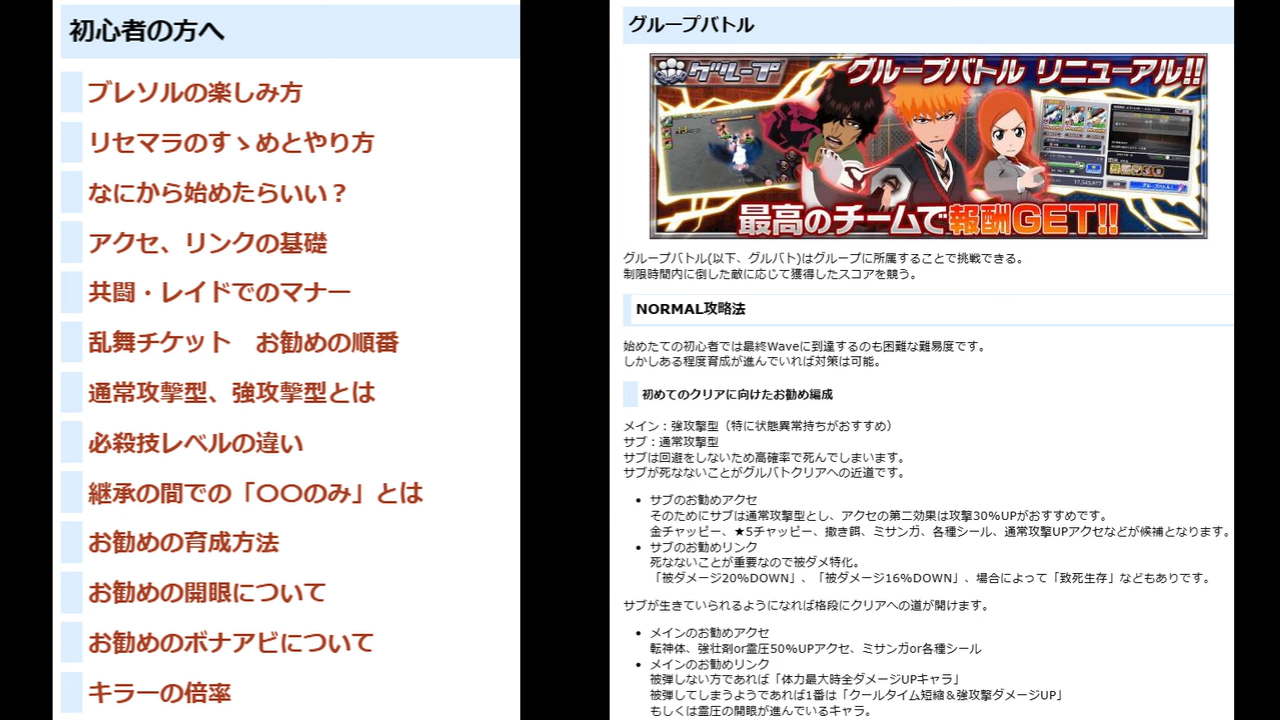 初心者の方へ
ブレソルの楽しみ方
リセマラのすゝめとやり方
なにから始めたらいい？
アクセ、リンクの基礎
共闘・レイドでのマナー
乱舞チケット　お勧めの順番
通常攻撃型、強攻撃型とは
必殺技レベルの違い
継承の間での「〇〇のみ」とは
お勧めの育成方法
お勧めの開眼について
お勧めのボナアビについて
キラーの倍率
グループバトル
グループ
グループバトル リニューアル!!
最高のチームで報酬GET!!
グループバトル(以下、グルバト)はグループに所属することで挑戦できる。
制限時間内に倒した敵に応じて獲得したスコアを競う。
NORMAL攻略法
始めたての初心者では最終Waveに到達するのも困難な難易度です。
しかしある程度育成が進んでいれば対策は可能。
初めてのクリアに向けたお勧め編成
メイン：強攻撃型（特に状態異常持ちがおすすめ）
サブ：通常攻撃型
サブは回避をしないため高確率で死んでしまいます。
サブが死なないことがグルバトクリアへの近道です。
• サブのお勧めアクセ
そのためにサブは通常攻撃型とし、アクセの第二効果は攻撃30%UPがおすすめです。
金チャッピー、★5チャッピー、撒き餌、ミサンガ、各種シール、通常攻撃UPアクセなどが候補となります。
• サブのお勧めリンク
死なないことが重要なので被ダメ特化。
「被ダメージ20%DOWN」、「被ダメージ16%DOWN」、場合によって「致死生存」などもありです。
サブが生きていられるようになれば格段にクリアへの道が開けます。
• メインのお勧めアクセ
転神体、強壮剤or霊圧50%UPアクセ、ミサンガor各種シール
• メインのお勧めリンク
被弾しない方であれば「体力最大時全ダメージUPキャラ」
被弾してしまうようであれば1番は「クールタイム短縮＆強攻撃ダメージUP」
もしくは霊圧の開眼が進んでいるキャラ。